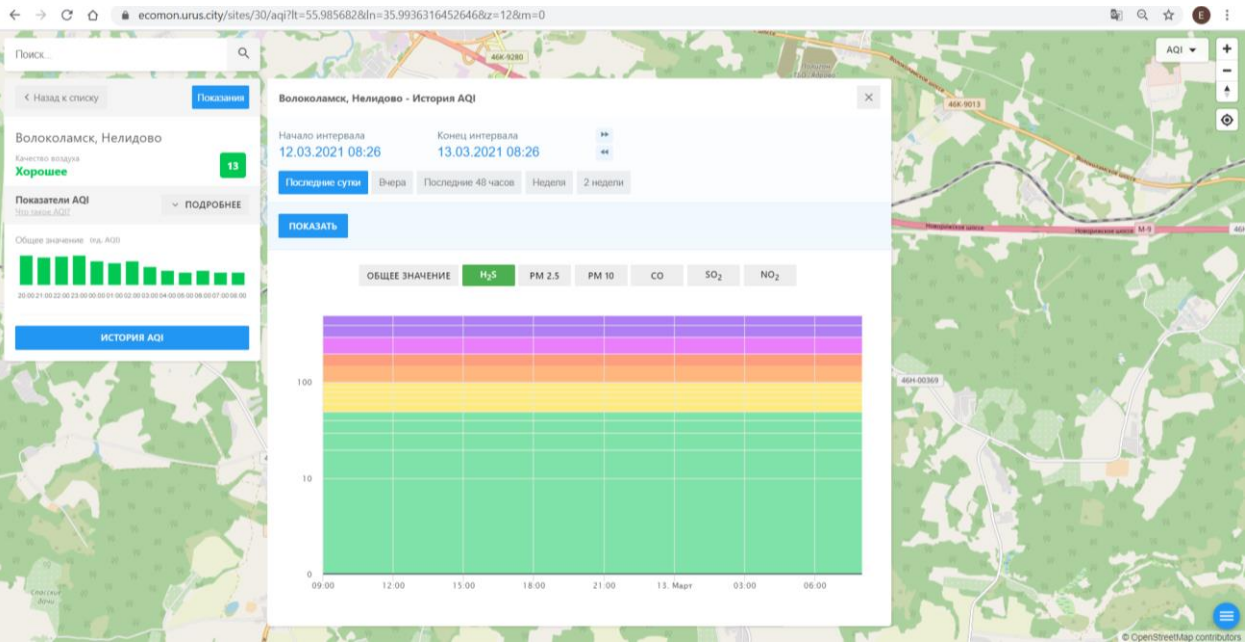 ecomon.urus.city/sites/30/aqi?lt=55.985682&ln=35.9936316452646&z=12&m=0
E
Поиск...
46К-9280
AQI
Назад к списку
Показания
Волоколамск, Нелидово - История AQI
46К-9013
Волоколамск, Нелидово
Качество воздуха
Хорошее
13
Начало интервала
Конец интервала
12.03.2021 08:26
13.03.2021 08:26
Последние сутки
Вчера
Последние 48 часов
Неделя
2 недели
Показатели AQI
Что такое AQI?
ПОДРОБНЕЕ
ПОКАЗАТЬ
Новорижское шоссе
Новорижское шоссе
М-9
Общее значение (ед. AQI)
20:00 21:00 22:00 23:00 00:00 01:00 02:00 03:00 04:00 05:00 06:00 07:00 08:00
ИСТОРИЯ AQI
ОБЩЕЕ ЗНАЧЕНИЕ
H₂S
PM 2.5
PM 10
CO
SO₂
NO₂
100
46Н-00369
10
0
09:00
12:00
15:00
18:00
21:00
13. Март
03:00
06:00
© OpenStreetMap contributors